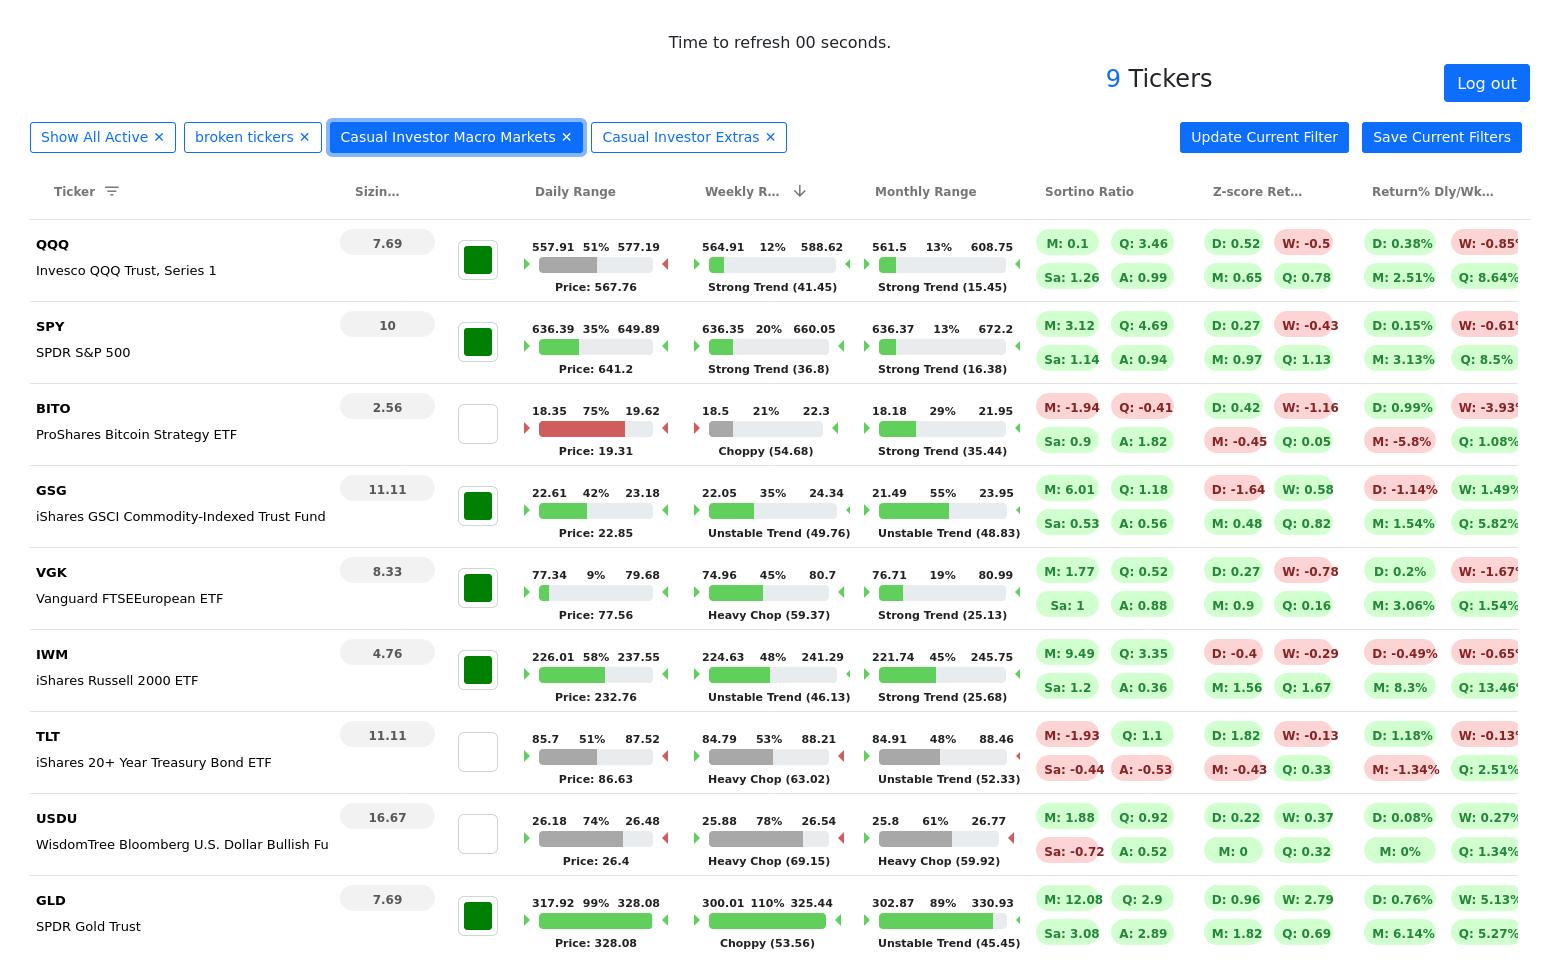 Time to refresh 00 seconds.
9 Tickers
Log out
Show All Active ✕ broken tickers ✕ Casual Investor Macro Markets ✕ Casual Investor Extras ✕ Update Current Filter Save Current Filters
Ticker Sizin... Daily Range Weekly R... Monthly Range Sortino Ratio Z-score Ret... Return% Dly/Wk...
QQQ 7.69 557.91 51% 577.19 564.91 12% 588.62 561.5 13% 608.75 M: 0.1 Q: 3.46 D: 0.52 W: -0.5 D: 0.38% W: -0.85%
Invesco QQQ Trust, Series 1 Price: 567.76 Strong Trend (41.45) Strong Trend (15.45) Sa: 1.26 A: 0.99 M: 0.65 Q: 0.78 M: 2.51% Q: 8.64%
SPY 10 636.39 35% 649.89 636.35 20% 660.05 636.37 13% 672.2 M: 3.12 Q: 4.69 D: 0.27 W: -0.43 D: 0.15% W: -0.61%
SPDR S&P 500 Price: 641.2 Strong Trend (36.8) Strong Trend (16.38) Sa: 1.14 A: 0.94 M: 0.97 Q: 1.13 M: 3.13% Q: 8.5%
BITO 2.56 18.35 75% 19.62 18.5 21% 22.3 18.18 29% 21.95 M: -1.94 Q: -0.41 D: 0.42 W: -1.16 D: 0.99% W: -3.93%
ProShares Bitcoin Strategy ETF Price: 19.31 Choppy (54.68) Strong Trend (35.44) Sa: 0.9 A: 1.82 M: -0.45 Q: 0.05 M: -5.8% Q: 1.08%
GSG 11.11 22.61 42% 23.18 22.05 35% 24.34 21.49 55% 23.95 M: 6.01 Q: 1.18 D: -1.64 W: 0.58 D: -1.14% W: 1.49%
iShares GSCI Commodity-Indexed Trust Fund Price: 22.85 Unstable Trend (49.76) Unstable Trend (48.83) Sa: 0.53 A: 0.56 M: 0.48 Q: 0.82 M: 1.54% Q: 5.82%
VGK 8.33 77.34 9% 79.68 74.96 45% 80.7 76.71 19% 80.99 M: 1.77 Q: 0.52 D: 0.27 W: -0.78 D: 0.2% W: -1.67%
Vanguard FTSEEuropean ETF Price: 77.56 Heavy Chop (59.37) Strong Trend (25.13) Sa: 1 A: 0.88 M: 0.9 Q: 0.16 M: 3.06% Q: 1.54%
IWM 4.76 226.01 58% 237.55 224.63 48% 241.29 221.74 45% 245.75 M: 9.49 Q: 3.35 D: -0.4 W: -0.29 D: -0.49% W: -0.65%
iShares Russell 2000 ETF Price: 232.76 Unstable Trend (46.13) Strong Trend (25.68) Sa: 1.2 A: 0.36 M: 1.56 Q: 1.67 M: 8.3% Q: 13.46%
TLT 11.11 85.7 51% 87.52 84.79 53% 88.21 84.91 48% 88.46 M: -1.93 Q: 1.1 D: 1.82 W: -0.13 D: 1.18% W: -0.13%
iShares 20+ Year Treasury Bond ETF Price: 86.63 Heavy Chop (63.02) Unstable Trend (52.33) Sa: -0.44 A: -0.53 M: -0.43 Q: 0.33 M: -1.34% Q: 2.51%
USDU 16.67 26.18 74% 26.48 25.88 78% 26.54 25.8 61% 26.77 M: 1.88 Q: 0.92 D: 0.22 W: 0.37 D: 0.08% W: 0.27%
WisdomTree Bloomberg U.S. Dollar Bullish Fu Price: 26.4 Heavy Chop (69.15) Heavy Chop (59.92) Sa: -0.72 A: 0.52 M: 0 Q: 0.32 M: 0% Q: 1.34%
GLD 7.69 317.92 99% 328.08 300.01 110% 325.44 302.87 89% 330.93 M: 12.08 Q: 2.9 D: 0.96 W: 2.79 D: 0.76% W: 5.13%
SPDR Gold Trust Price: 328.08 Choppy (53.56) Unstable Trend (45.45) Sa: 3.08 A: 2.89 M: 1.82 Q: 0.69 M: 6.14% Q: 5.27%